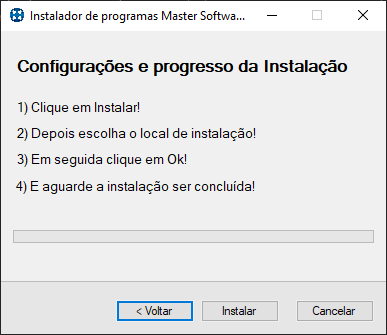 Instalador de programas Master Softwa...
Configurações e progresso da Instalação
1) Clique em Instalar!
2) Depois escolha o local de instalação!
3) Em seguida clique em Ok!
4) E aguarde a instalação ser concluída!
< Voltar
Instalar
Cancelar